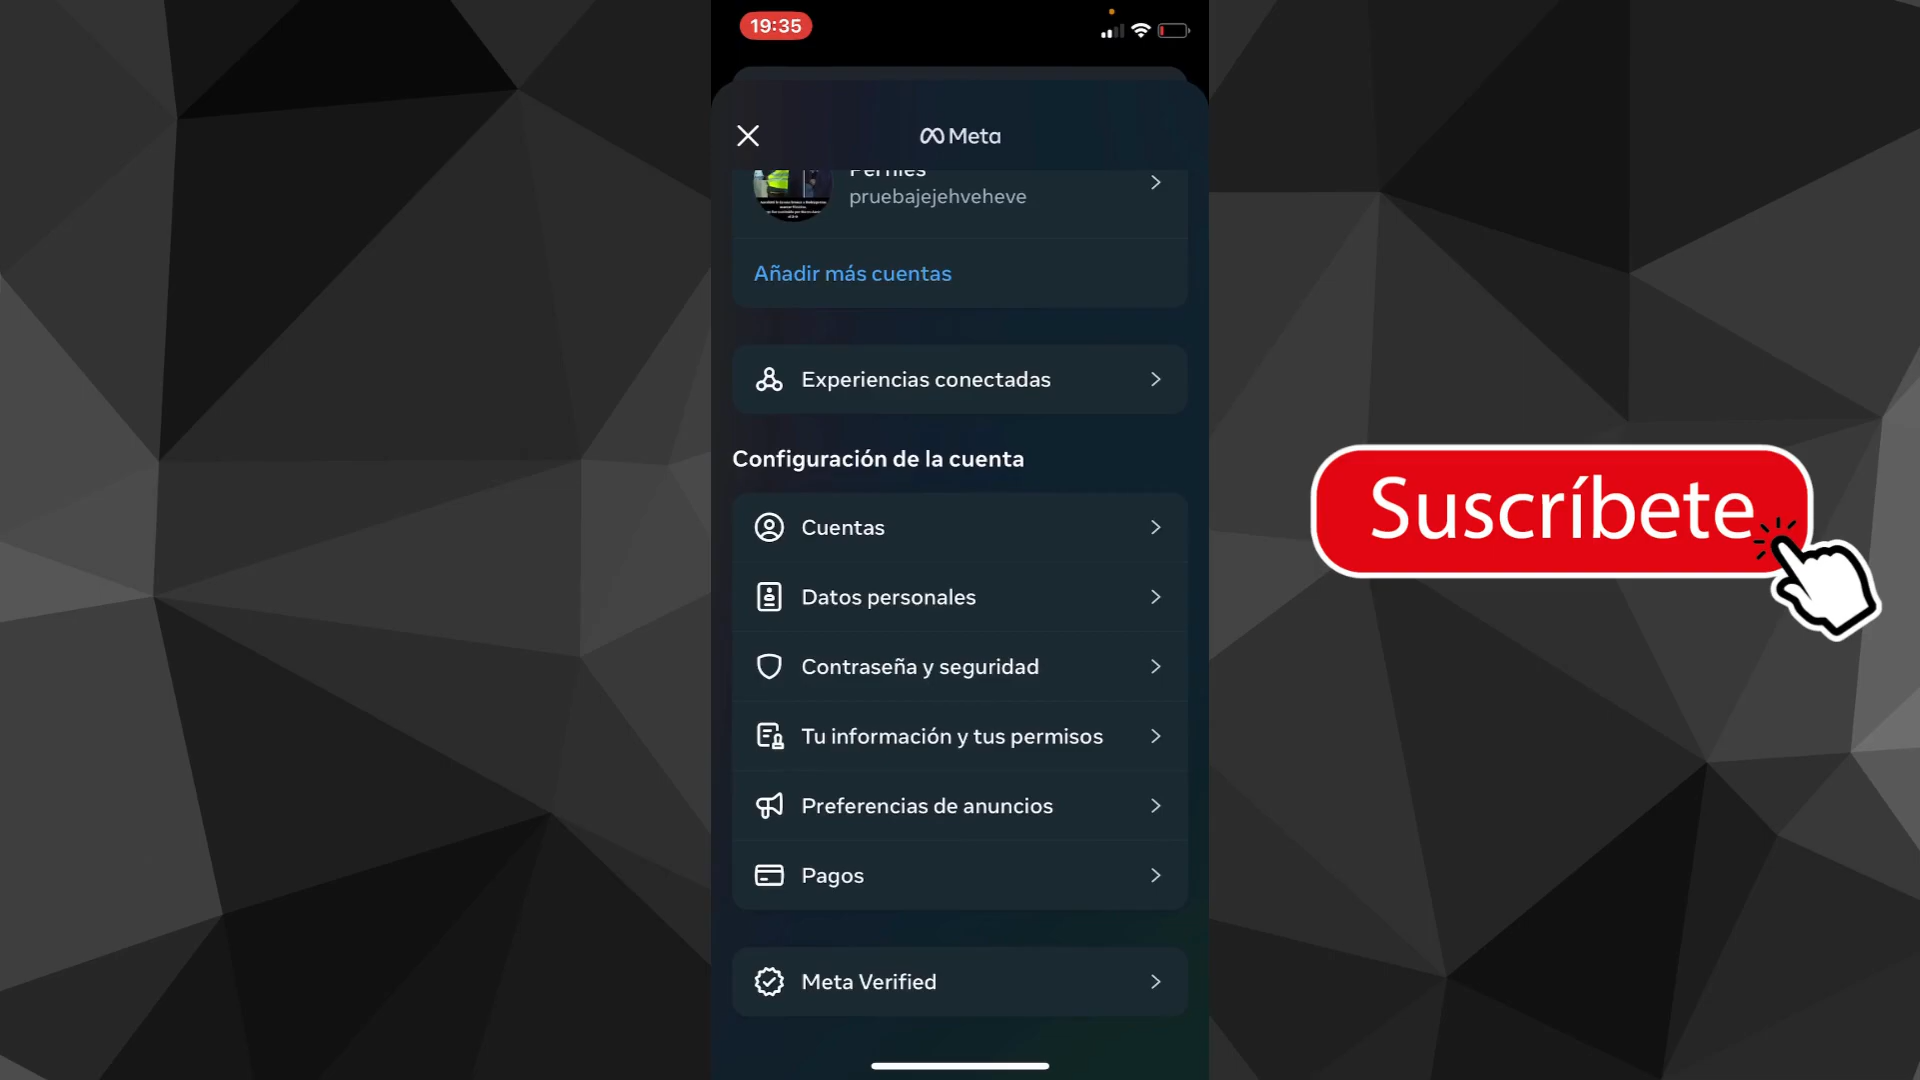 19:35
Meta
Perfiles
pruebajejehveheve
Añadir más cuentas
Experiencias conectadas
Configuración de la cuenta
Cuentas
Datos personales
Contraseña y seguridad
Tu información y tus permisos
Preferencias de anuncios
Pagos
Meta Verified
Suscríbete